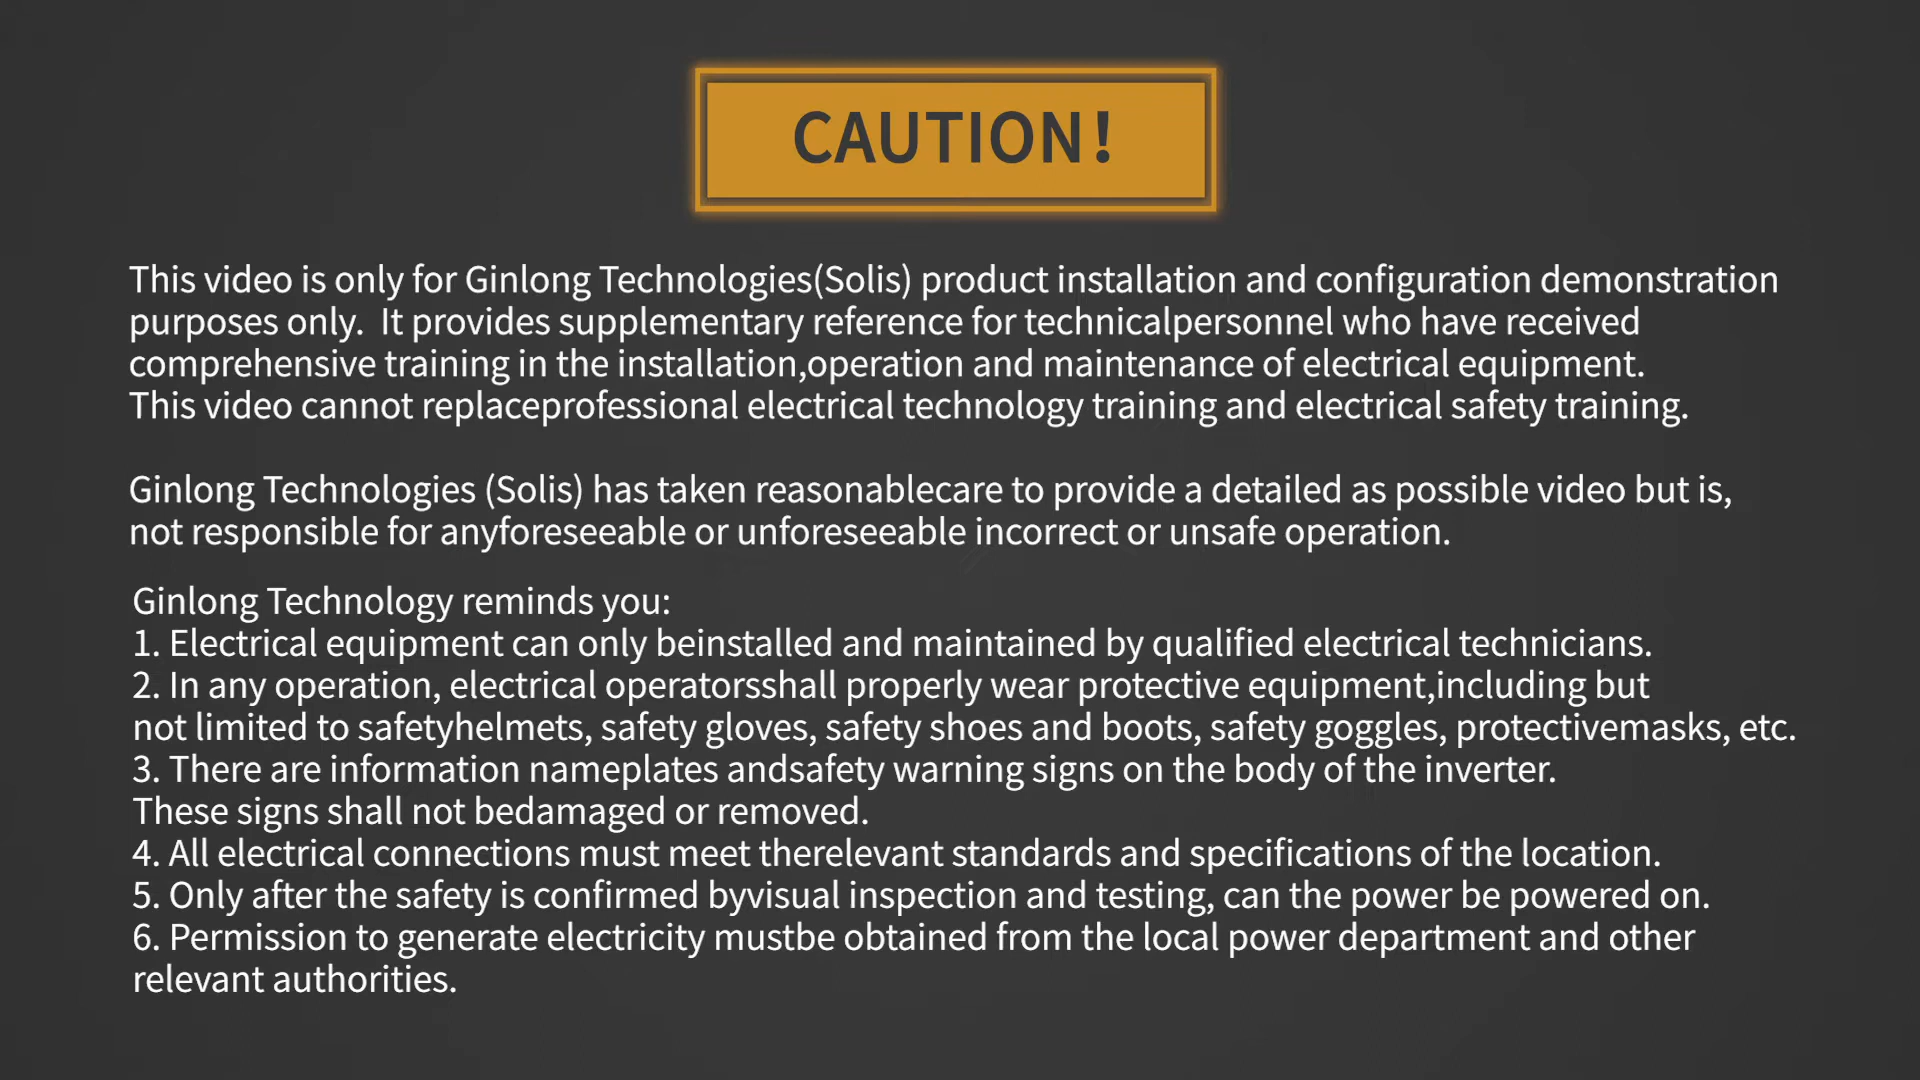 CAUTION!
This video is only for Ginlong Technologies(Solis) product installation and configuration demonstration
purposes only.  It provides supplementary reference for technicalpersonnel who have received
comprehensive training in the installation,operation and maintenance of electrical equipment.
This video cannot replaceprofessional electrical technology training and electrical safety training.
Ginlong Technologies (Solis) has taken reasonablecare to provide a detailed as possible video but is,
not responsible for anyforeseeable or unforeseeable incorrect or unsafe operation.
Ginlong Technology reminds you:
1. Electrical equipment can only beinstalled and maintained by qualified electrical technicians.
2. In any operation, electrical operatorsshall properly wear protective equipment,including but
not limited to safetyhelmets, safety gloves, safety shoes and boots, safety goggles, protectivemasks, etc.
3. There are information nameplates andsafety warning signs on the body of the inverter.
These signs shall not bedamaged or removed.
4. All electrical connections must meet therelevant standards and specifications of the location.
5. Only after the safety is confirmed byvisual inspection and testing, can the power be powered on.
6. Permission to generate electricity mustbe obtained from the local power department and other
relevant authorities.